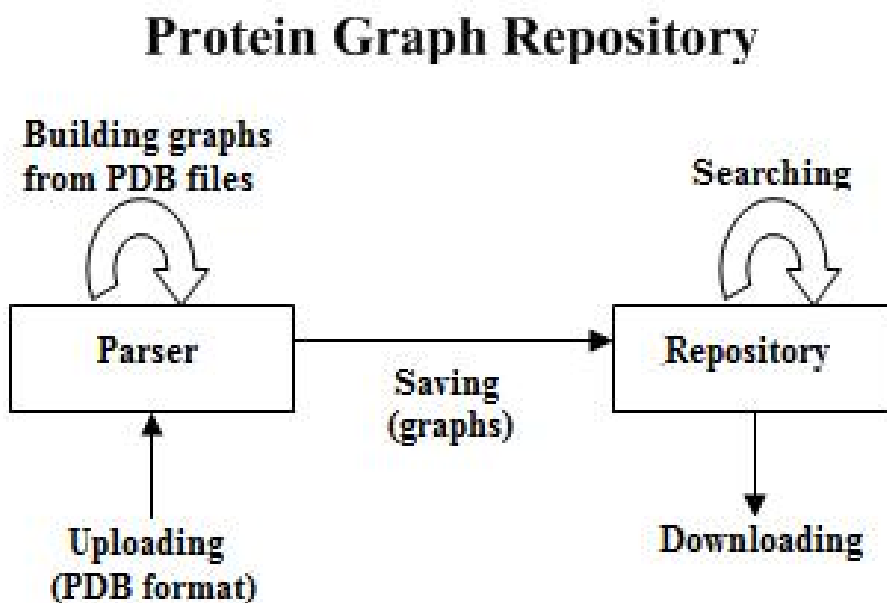 Protein Graph Repository
Building graphs
from PDB files
Searching
Parser
Repository
Saving
(graphs)
Uploading
(PDB format)
Downloading